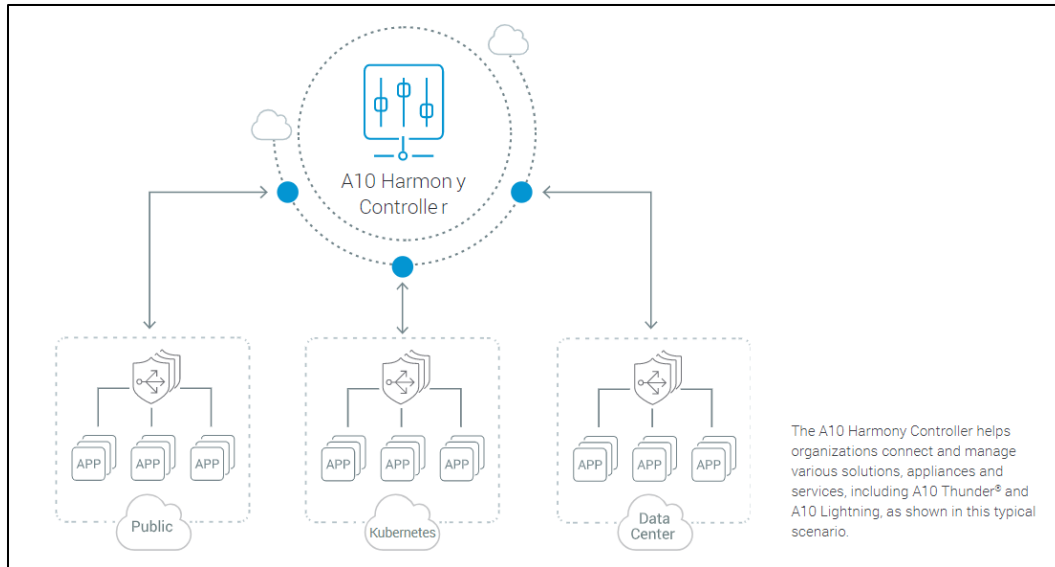 A10 Harmon y
Controlle r
APP APP APP
APP APP APP
APP APP APP
Public
Kubernetes
Data
Center
The A10 Harmony Controller helps
organizations connect and manage
various solutions, appliances and
services, including A10 Thunder® and
A10 Lightning, as shown in this typical
scenario.